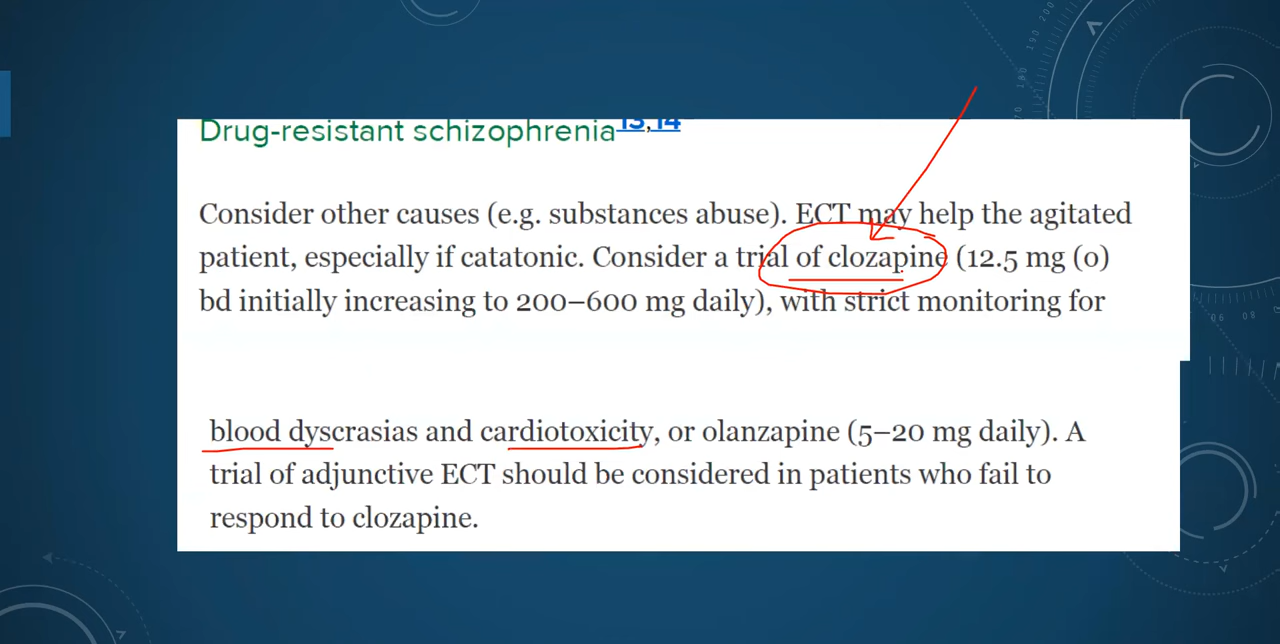 Drug-resistant schizophrenia13,14
Consider other causes (e.g. substances abuse). ECT may help the agitated
patient, especially if catatonic. Consider a trial of clozapine (12.5 mg (o)
bd initially increasing to 200–600 mg daily), with strict monitoring for
blood dyscrasias and cardiotoxicity, or olanzapine (5–20 mg daily). A
trial of adjunctive ECT should be considered in patients who fail to
respond to clozapine.